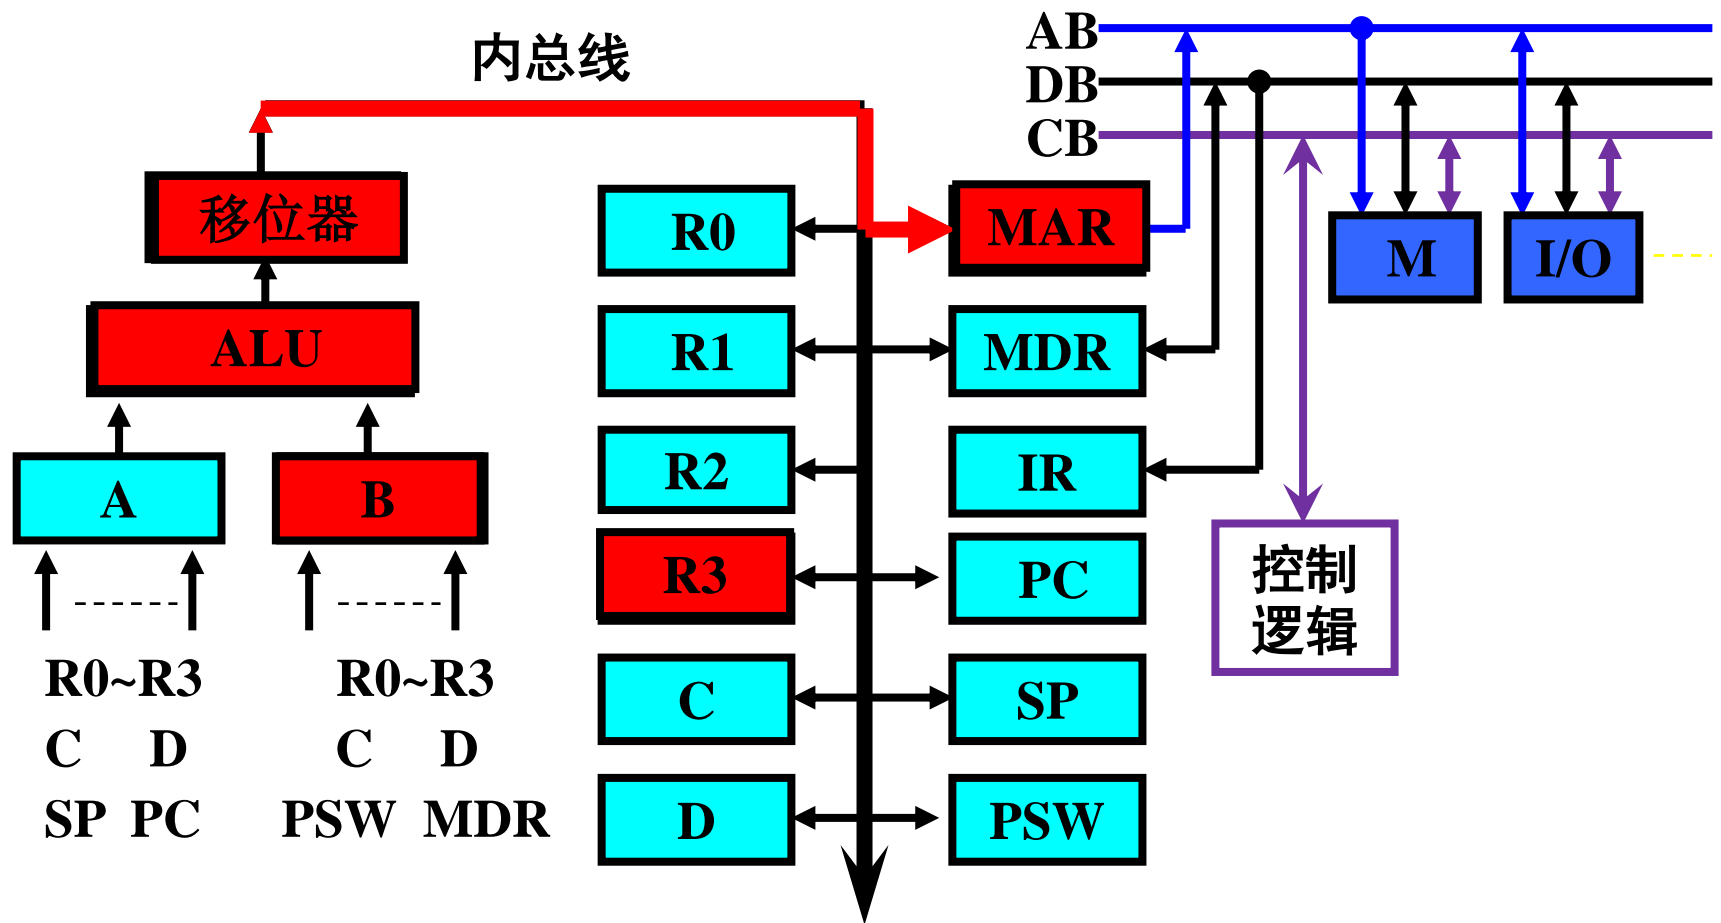 内总线
AB
DB
CB
移位器
ALU
A
B
R0~R3
C D
SP PC
R0~R3
C D
PSW MDR
R0
R1
R2
R3
C
D
MAR
MDR
IR
PC
SP
PSW
M
I/O
控制
逻辑